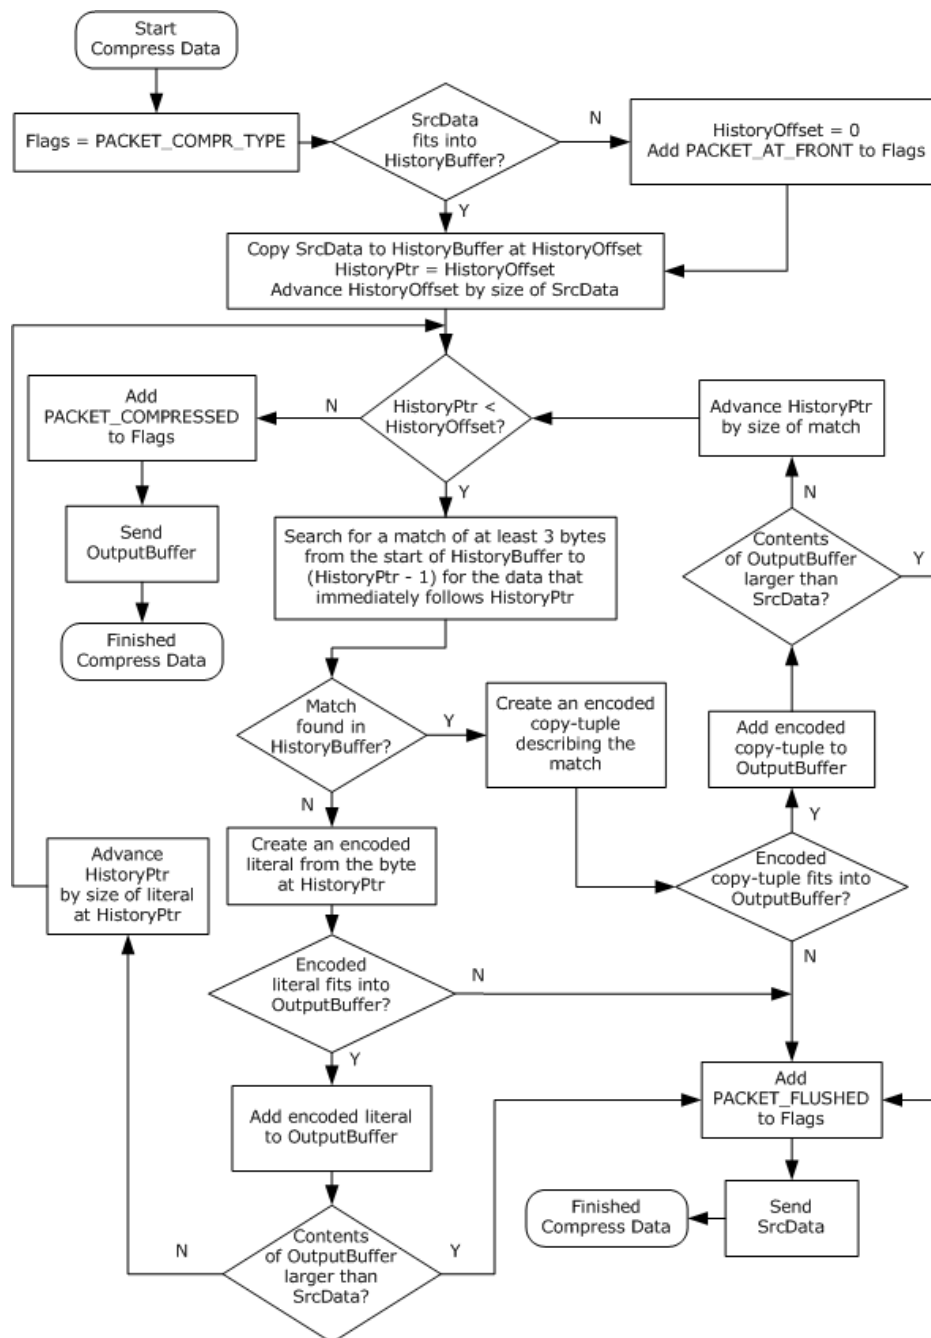 Start
Compress Data
Flags = PACKET_COMPR_TYPE
SrcData
fits into
HistoryBuffer?
N
HistoryOffset = 0
Add PACKET_AT_FRONT to Flags
Y
Copy SrcData to HistoryBuffer at HistoryOffset
HistoryPtr = HistoryOffset
Advance HistoryOffset by size of SrcData
HistoryPtr <
HistoryOffset?
N
Add
PACKET_COMPRESSED
to Flags
Send
OutputBuffer
Finished
Compress Data
Y
Search for a match of at least 3 bytes
from the start of HistoryBuffer to
(HistoryPtr - 1) for the data that
immediately follows HistoryPtr
Advance HistoryPtr
by size of match
N
Contents
of OutputBuffer
larger than
SrcData?
Y
Match
found in
HistoryBuffer?
Y
Create an encoded
copy-tuple
describing the
match
Add encoded
copy-tuple to
OutputBuffer
Y
Encoded
copy-tuple fits into
OutputBuffer?
N
N
Create an encoded
literal from the byte
at HistoryPtr
Advance
HistoryPtr
by size of literal
at HistoryPtr
Encoded
literal fits into
OutputBuffer?
N
Y
Add encoded literal
to OutputBuffer
Add
PACKET_FLUSHED
to Flags
Send
SrcData
Finished
Compress Data
Contents
of OutputBuffer
larger than
SrcData?
N
Y